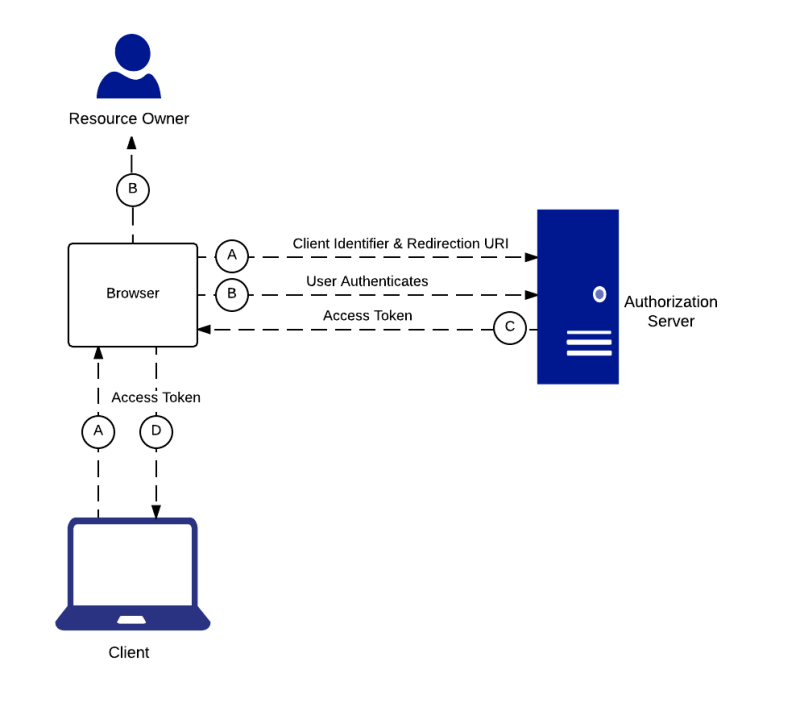 Resource Owner
B
A
Client Identifier & Redirection URI
Browser
B
User Authenticates
Access Token
C
Authorization
Server
Access Token
A
D
Client